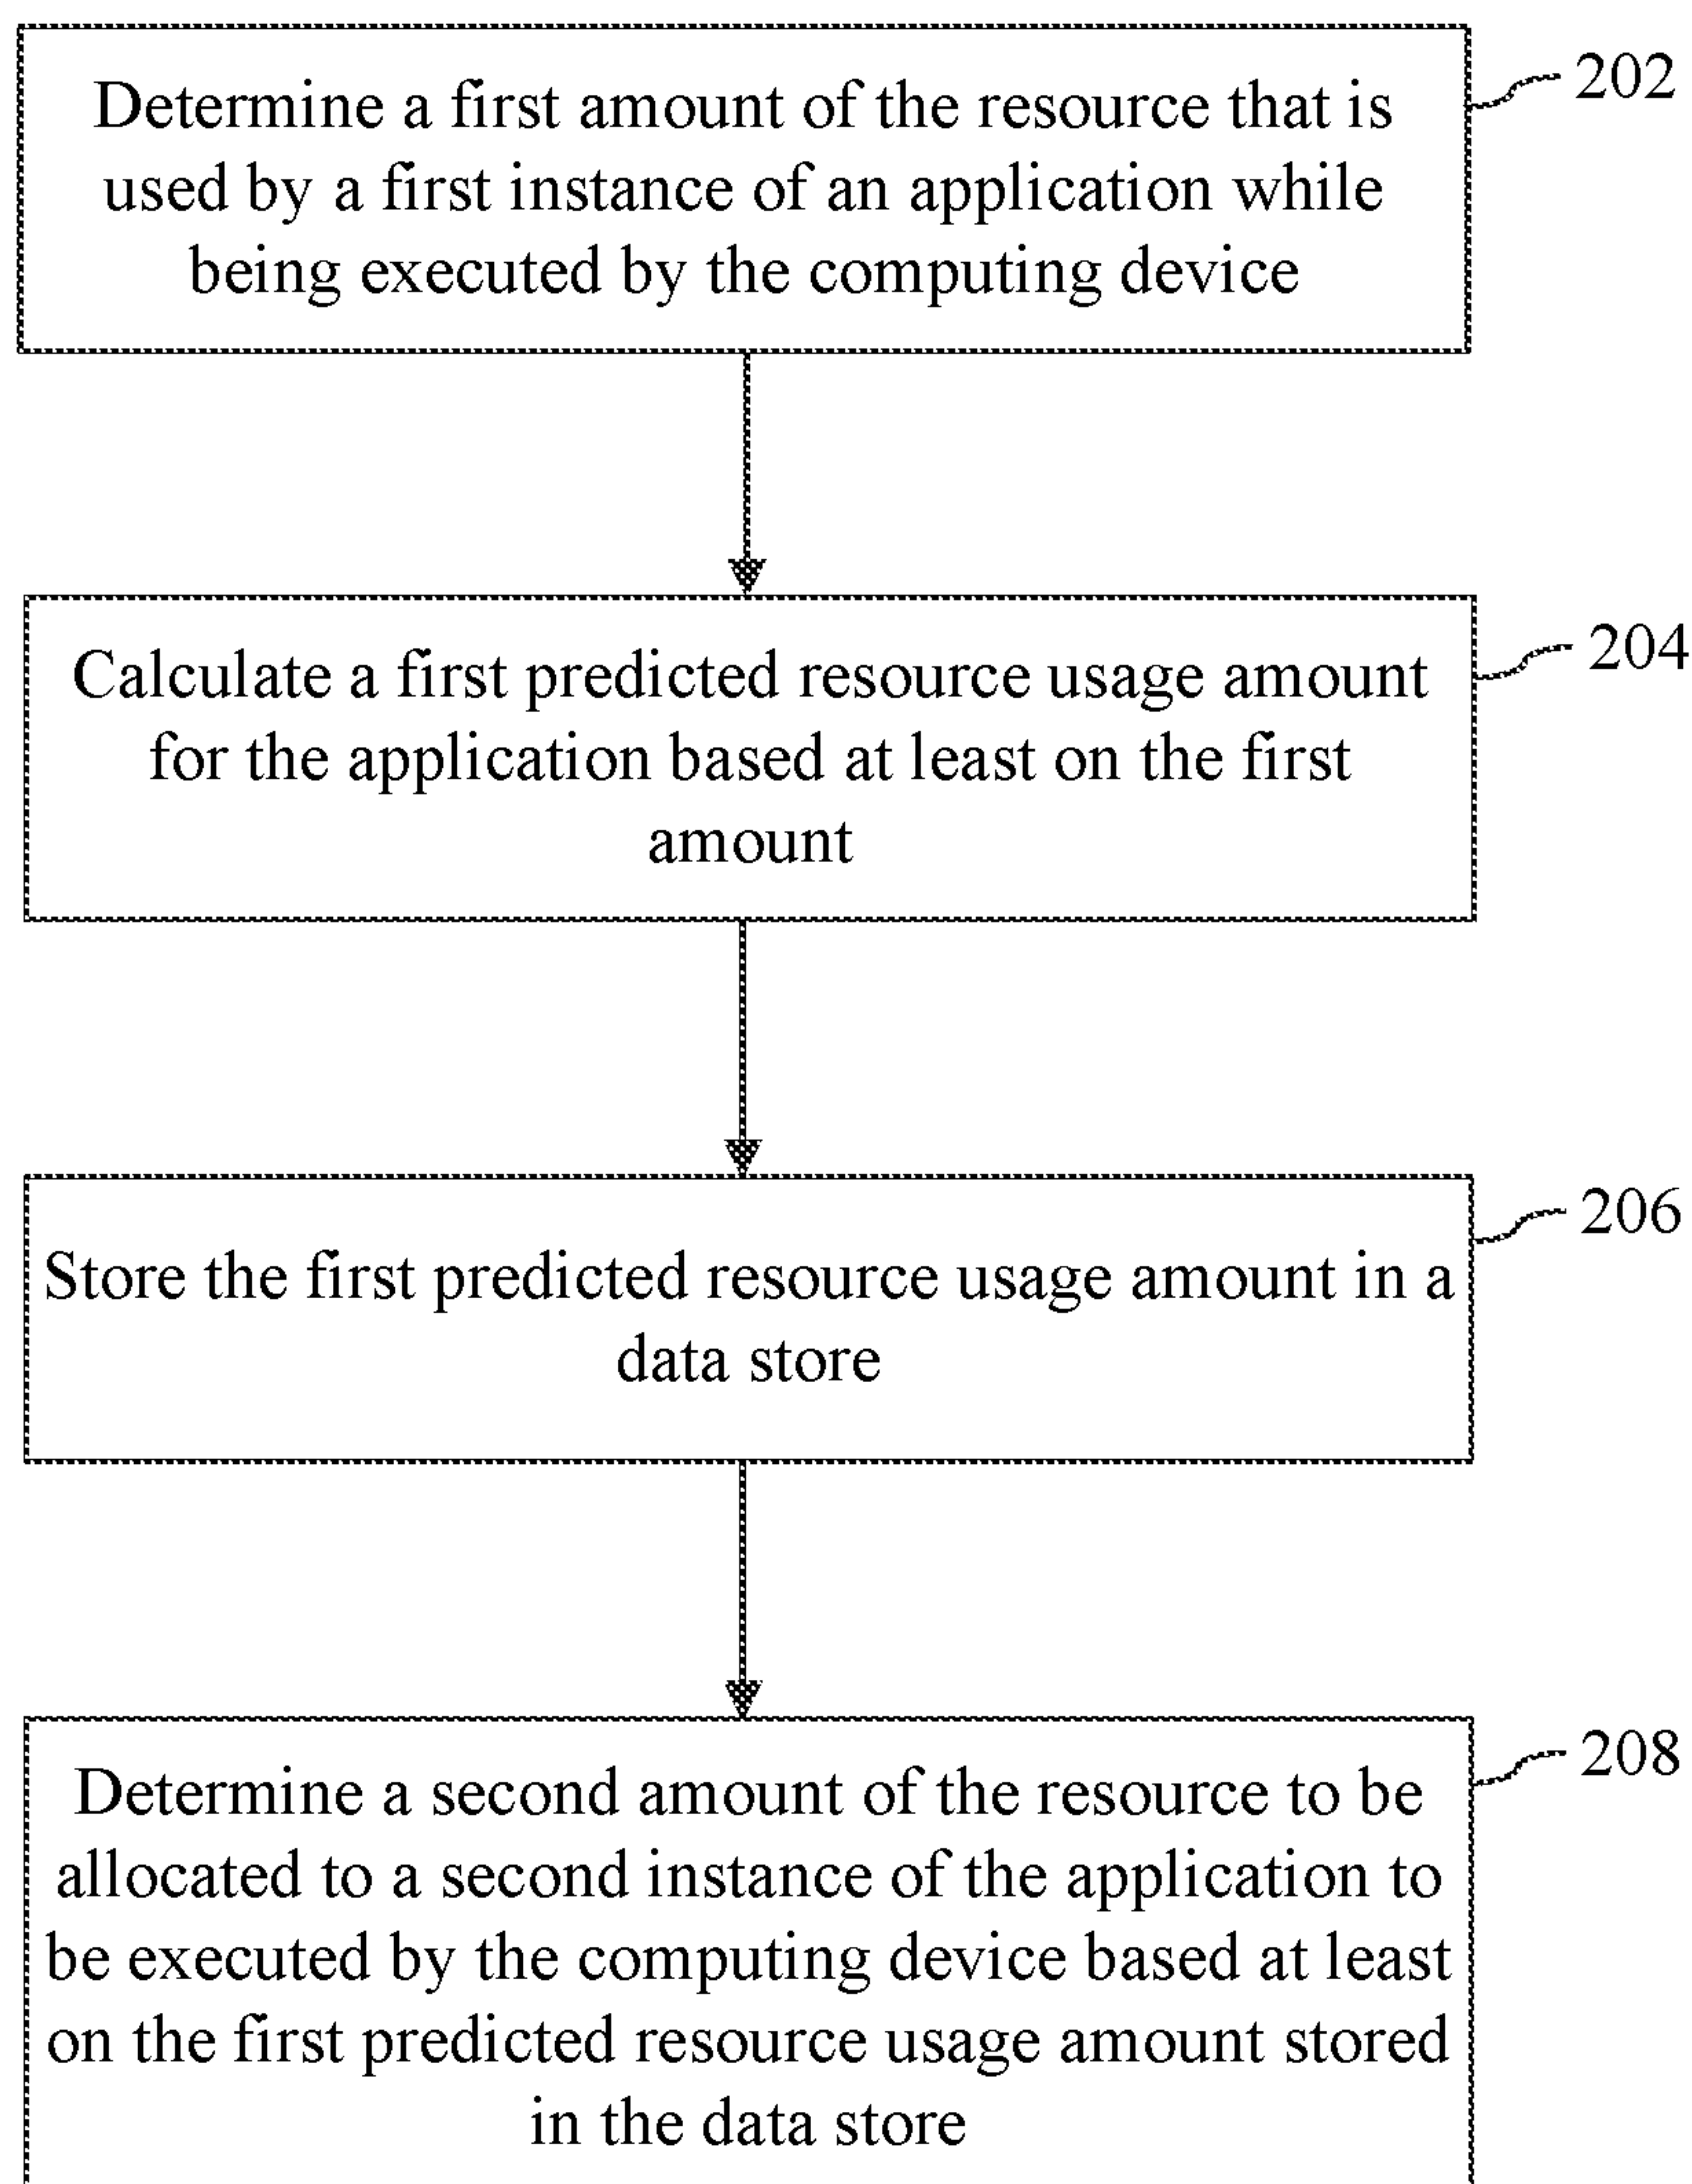 Determine a first amount of the resource that is
used by a first instance of an application while
being executed by the computing device
202
Calculate a first predicted resource usage amount
for the application based at least on the first
amount
204
Store the first predicted resource usage amount in a
data store
206
Determine a second amount of the resource to be
allocated to a second instance of the application to
be executed by the computing device based at least
on the first predicted resource usage amount stored
in the data store
208